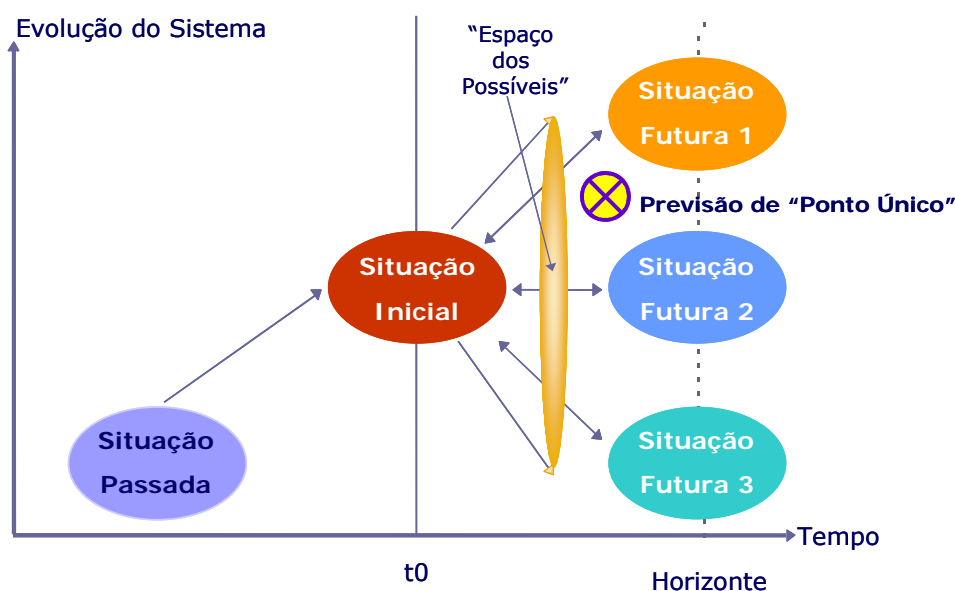 Evolução do Sistema
“Espaço
dos
Possíveis”
Situação
Futura 1
Previsão de “Ponto Único”
Situação
Inicial
Situação
Futura 2
Situação
Passada
Situação
Futura 3
Tempo
t0
Horizonte